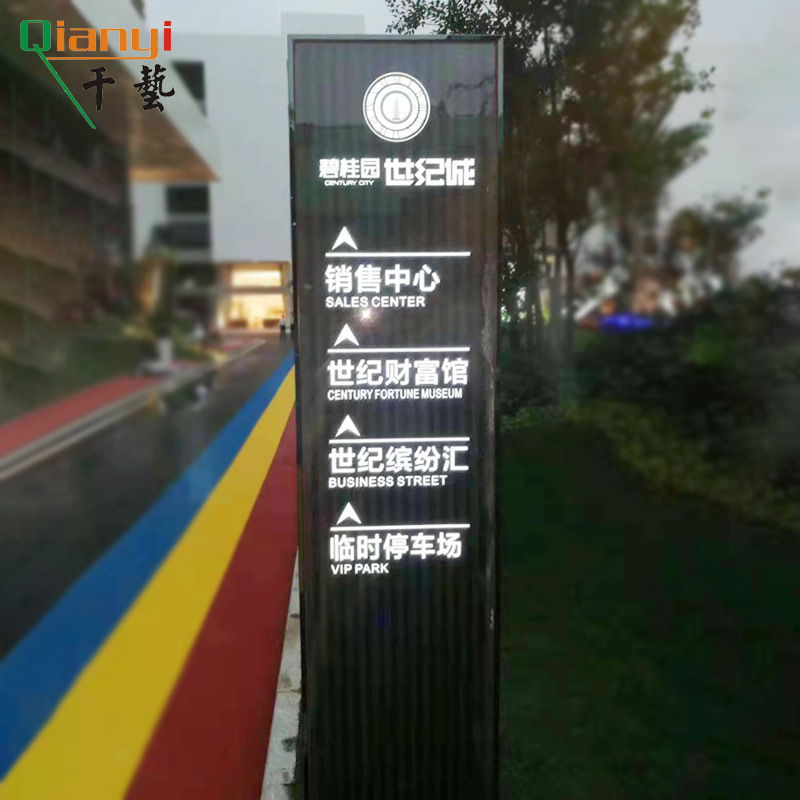 Qianyi
千藝
碧桂园 世纪城
CENTURY CITY
销售中心
SALES CENTER
世纪财富馆
CENTURY FORTUNE MUSEUM
世纪缤纷汇
BUSINESS STREET
临时停车场
VIP PARK